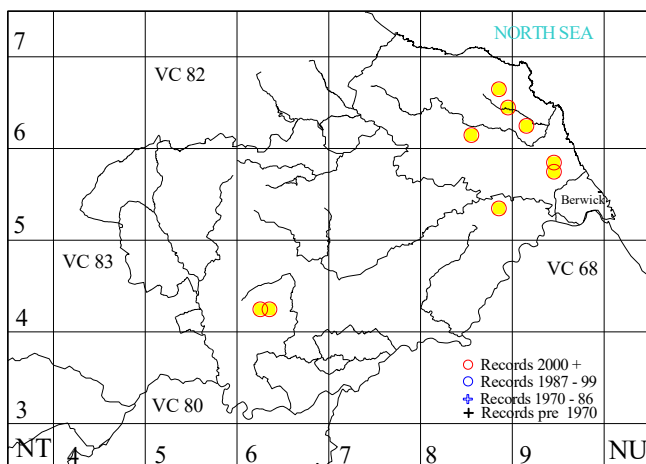 7
NORTH SEA
VC 82
6
Berwick
5
VC 83
VC 68
4
Records 2000 +
Records 1987 - 99
Records 1970 - 86
Records pre 1970
VC 80
3
NT 4 5 6 7 8 9 NU